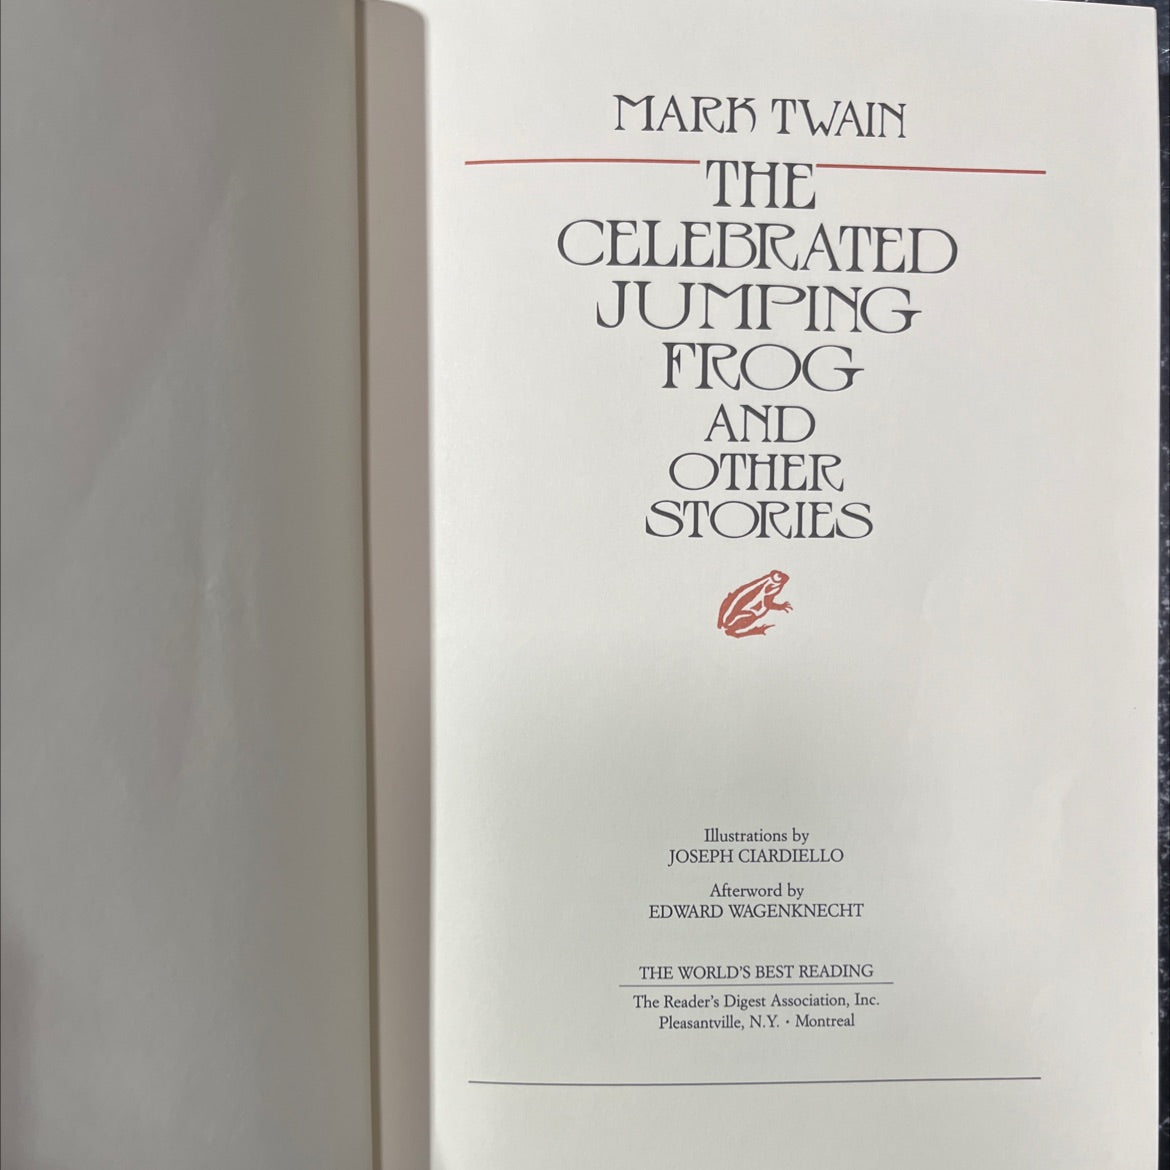 MARK TWAIN
THE
CELEBRATED
JUMPING
FROG
AND
OTHER
STORIES
Illustrations by
JOSEPH CIARDIELLO
Afterword by
EDWARD WAGENKNECHT
THE WORLD'S BEST READING
The Reader's Digest Association, Inc.
Pleasantville, N.Y. • Montreal